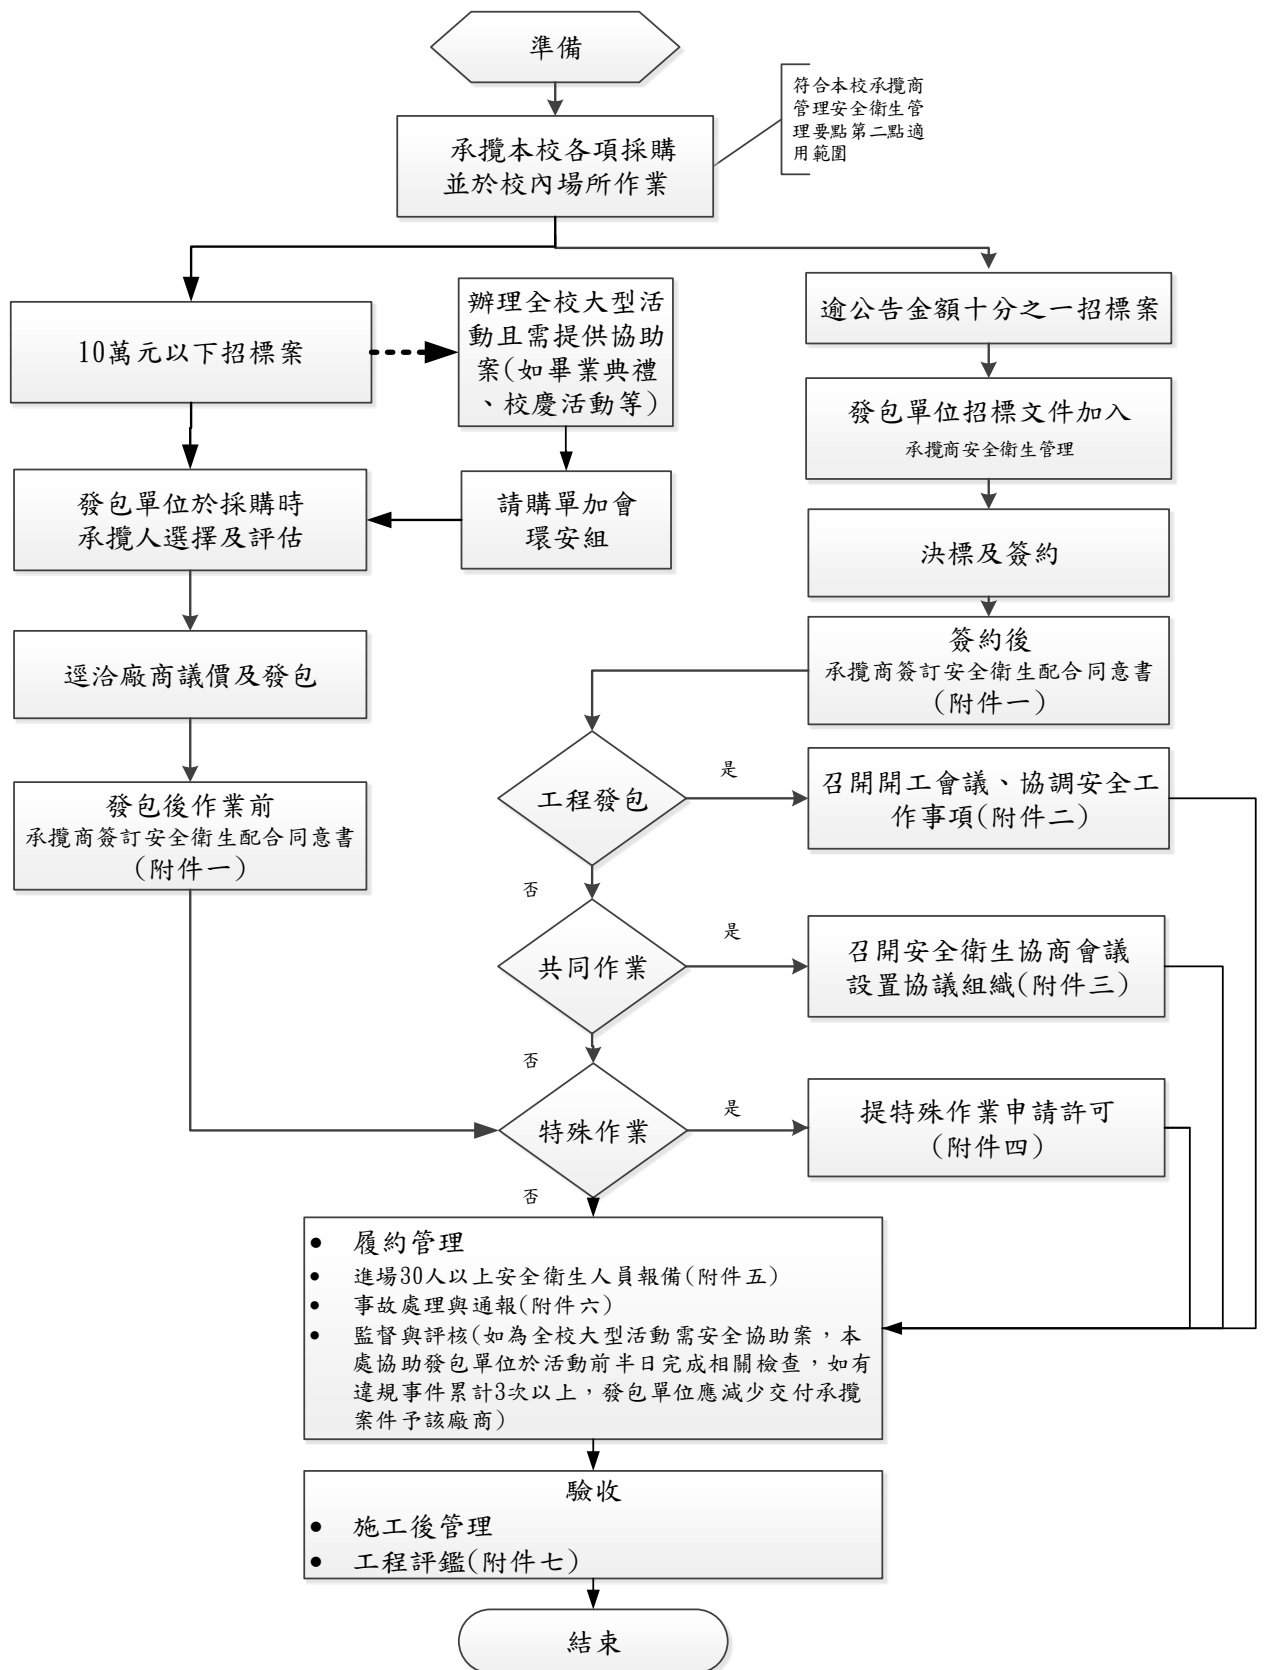 準備
符合本校承攬商
管理安全衛生管
理要點第二點適
用範圍
承攬本校各項採購
並於校內場所作業
10萬元以下招標案
辦理全校大型活
動且需提供協助
案(如畢業典禮
、校慶活動等)
逾公告金額十分之一招標案
發包單位招標文件加入
承攬商安全衛生管理
發包單位於採購時
承攬人選擇及評估
請購單加會
環安組
決標及簽約
逕洽廠商議價及發包
簽約後
承攬商簽訂安全衛生配合同意書
(附件一)
發包後作業前
承攬商簽訂安全衛生配合同意書
(附件一)
工程發包
是
召開開工會議、協調安全工
作事項(附件二)
否
共同作業
是
召開安全衛生協商會議
設置協議組織(附件三)
否
特殊作業
是
提特殊作業申請許可
(附件四)
否
• 履約管理
• 進場30人以上安全衛生人員報備(附件五)
• 事故處理與通報(附件六)
• 監督與評核(如為全校大型活動需安全協助案，本
處協助發包單位於活動前半日完成相關檢查，如有
違規事件累計3次以上，發包單位應減少交付承攬
案件予該廠商)
驗收
• 施工後管理
• 工程評鑑(附件七)
結束